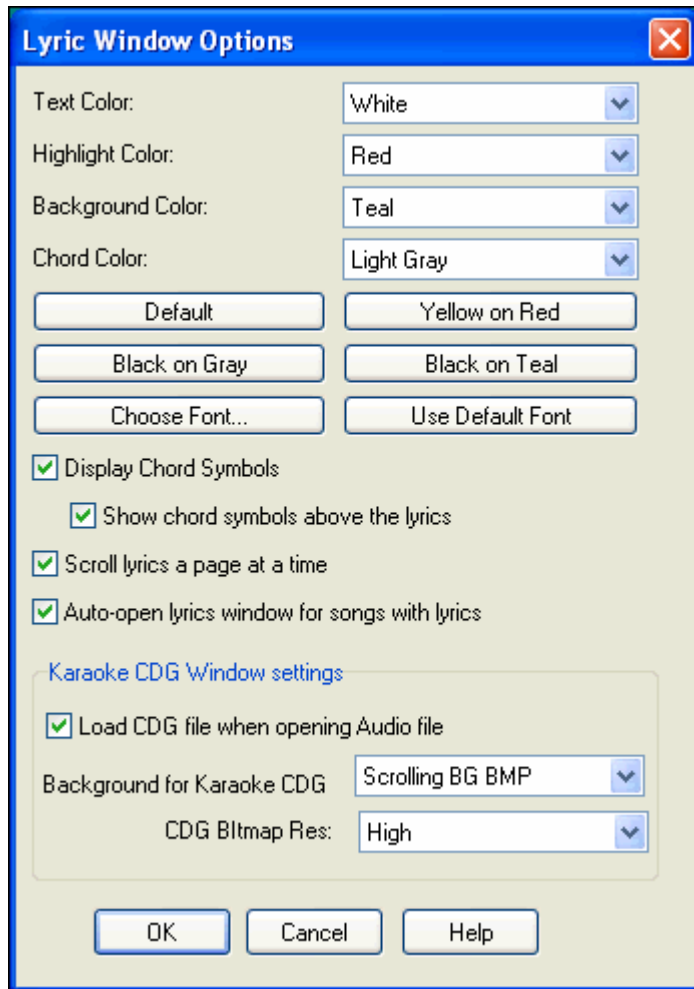 Lyric Window Options
Text Color: White
Highlight Color: Red
Background Color: Teal
Chord Color: Light Gray
Default Yellow on Red
Black on Gray Black on Teal
Choose Font... Use Default Font
Display Chord Symbols
Show chord symbols above the lyrics
Scroll lyrics a page at a time
Auto-open lyrics window for songs with lyrics
Karaoke CDG Window settings
Load CDG file when opening Audio file
Background for Karaoke CDG Scrolling BG BMP
CDG BItmap Res: High
OK Cancel Help